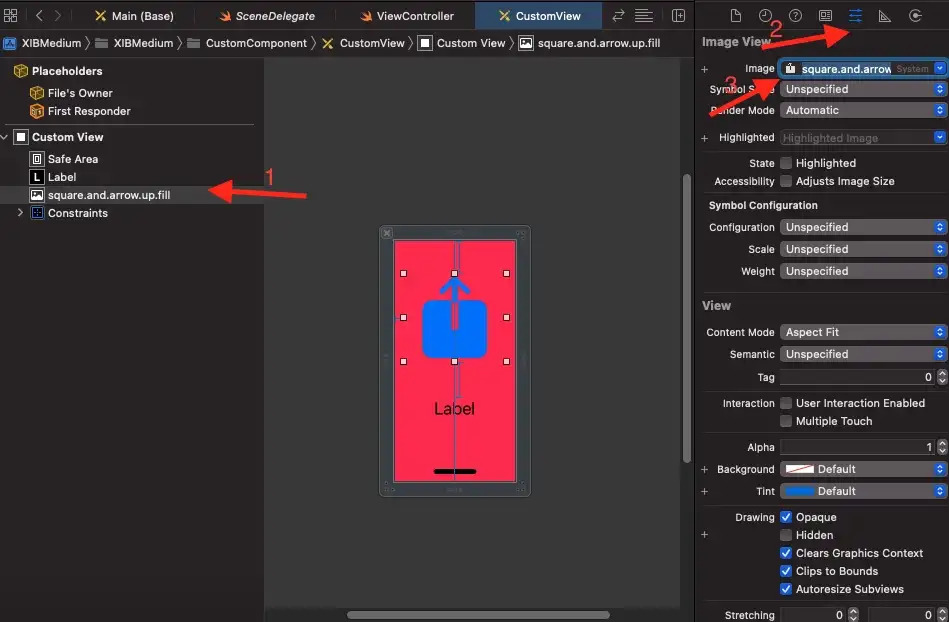 Main (Base)
SceneDelegate
ViewController
CustomView
XIBMedium
XIBMedium
CustomComponent
CustomView
Custom View
square.and.arrow.up.fill
Placeholders
File's Owner
First Responder
Custom View
Safe Area
L Label
square.and.arrow.up.fill
Constraints
1
Label
2
3
Image View
Image square.and.arrow System
Unspecified
Render Mode Automatic
Highlighted Highlighted Image
State Highlighted
Accessibility Adjusts Image Size
Symbol Configuration
Configuration Unspecified
Scale Unspecified
Weight Unspecified
View
Content Mode Aspect Fit
Semantic Unspecified
Tag 0
Interaction User Interaction Enabled
Multiple Touch
Alpha 1
Background Default
Tint Default
Drawing Opaque
Hidden
Clears Graphics Context
Clips to Bounds
Autoresize Subviews
Stretching 0 0